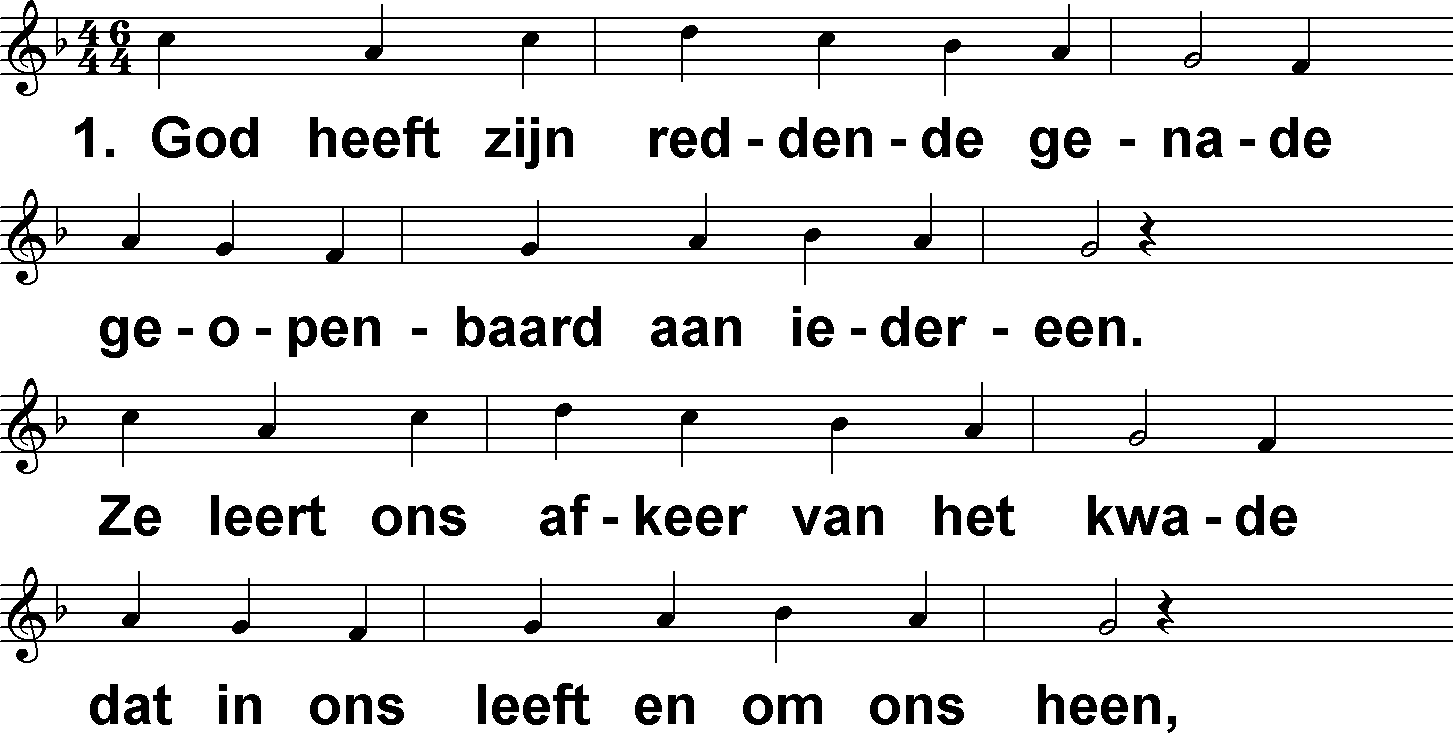 1. God heeft zijn red - den - de ge - na - de
ge - o - pen - baard aan ie - der - een.
Ze leert ons af - keer van het kwa - de
dat in ons leeft en om ons heen,